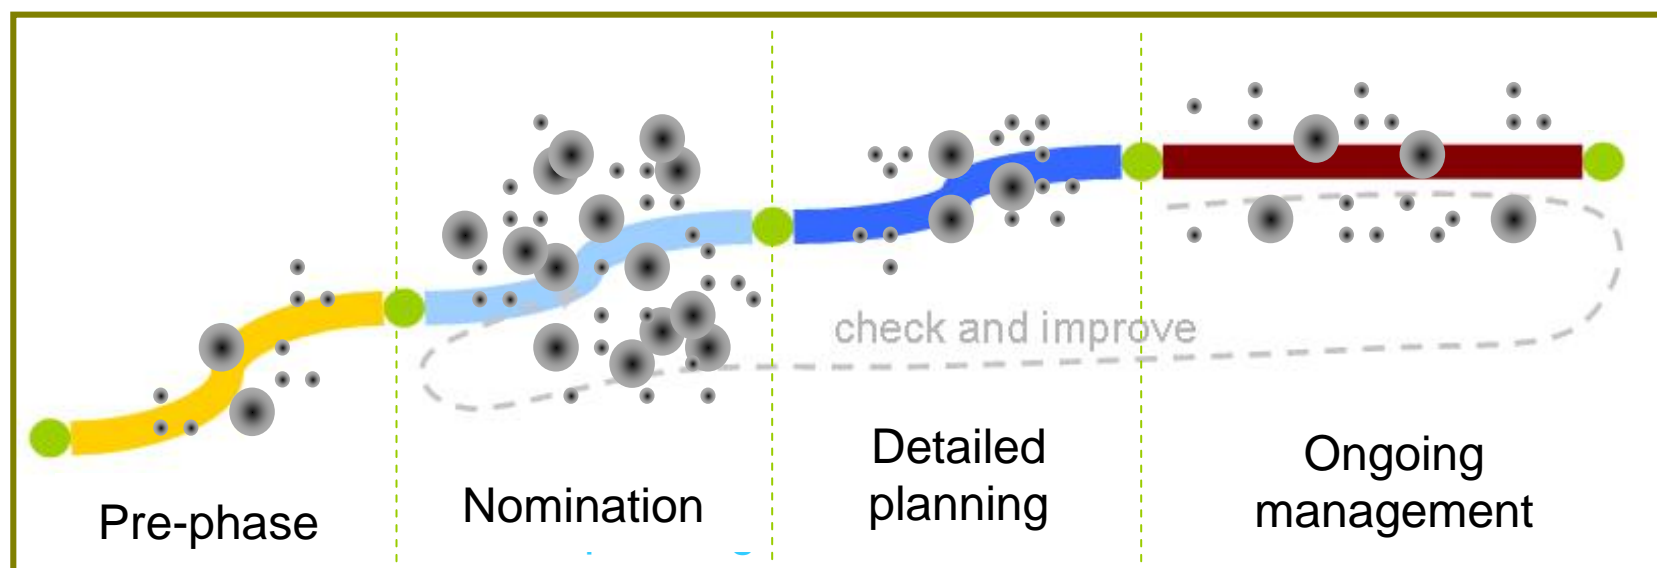 check and improve
Pre-phase
Nomination
Detailed
planning
Ongoing
management